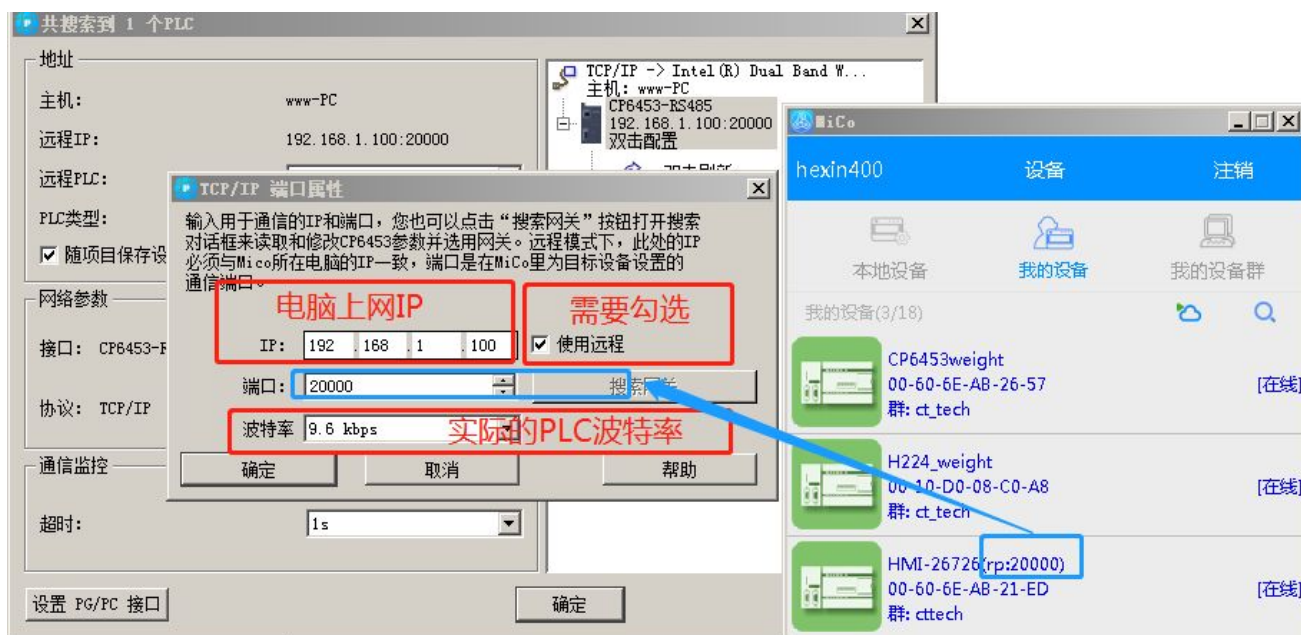 共搜索到 1 个PLC
地址
主机：
www-PC
远程IP：
192.168.1.100:20000
远程PLC：
PLC类型：
随项目保存设
网络参数
接口： CP6453-R
协议： TCP/IP
通信监控
超时：
1s
设置 PG/PC 接口
确定
TCP/IP -> Intel(R) Dual Band W...
主机: www-PC
CP6453-RS485
192.168.1.100:20000
双击配置
双击刷新
TCP/IP 端口属性
输入用于通信的IP和端口，您也可以点击“搜索网关”按钮打开搜索
对话框来读取和修改CP6453参数并选用网关。远程模式下，此处的IP
必须与Mico所在电脑的IP一致，端口是在MiCo里为目标设备设置的
通信端口。
电脑上网IP
需要勾选
IP： 192 .168 .1 .100
使用远程
端口： 20000
搜索网关
波特率 9.6 kbps
实际的PLC波特率
确定
取消
帮助
MiCo
hexin400
设备
注销
本地设备
我的设备
我的设备群
我的设备(3/18)
CP6453weight
00-60-6E-AB-26-57
[在线]
群: ct_tech
H224_weight
00-10-D0-08-C0-A8
[在线]
群: ct_tech
HMI-26726(rp:20000)
00-60-6E-AB-21-ED
[在线]
群: cttech